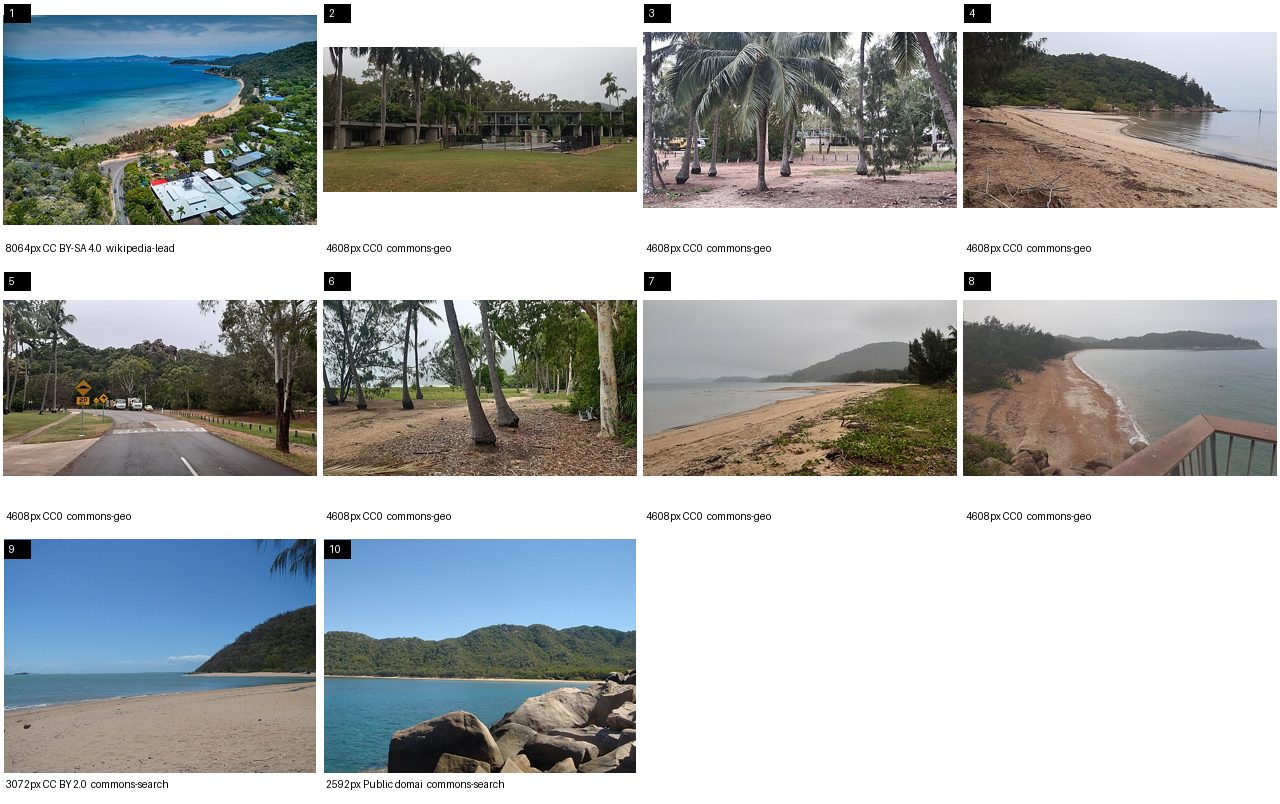 1
2
3
4
8064px CC BY-SA 4.0 wikipedia-lead
4608px CC0 commons-geo
4608px CC0 commons-geo
4608px CC0 commons-geo
5
6
7
8
4608px CC0 commons-geo
4608px CC0 commons-geo
4608px CC0 commons-geo
4608px CC0 commons-geo
9
10
3072px CC BY 2.0 commons-search
2592px Public domai commons-search